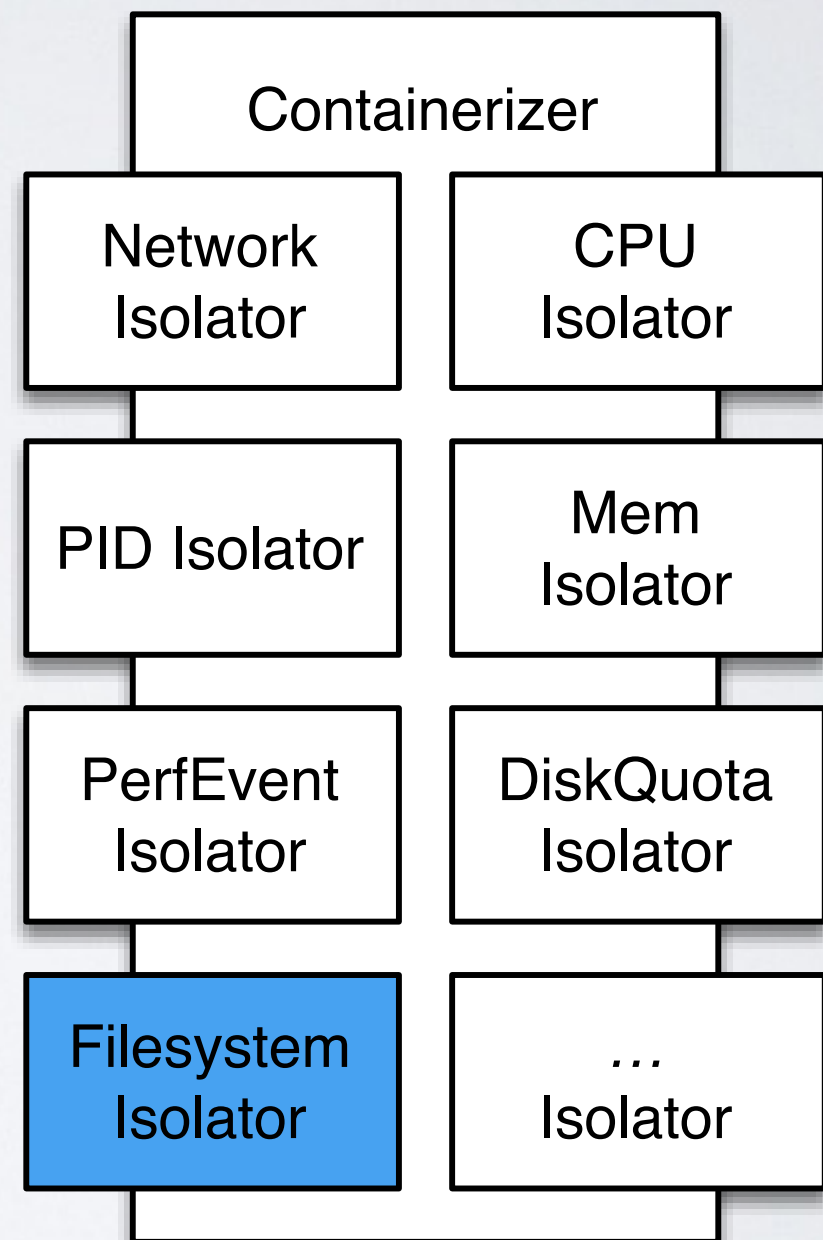 Containerizer
Network
Isolator
CPU
Isolator
PID Isolator
Mem
Isolator
PerfEvent
Isolator
DiskQuota
Isolator
Filesystem
Isolator
...
Isolator